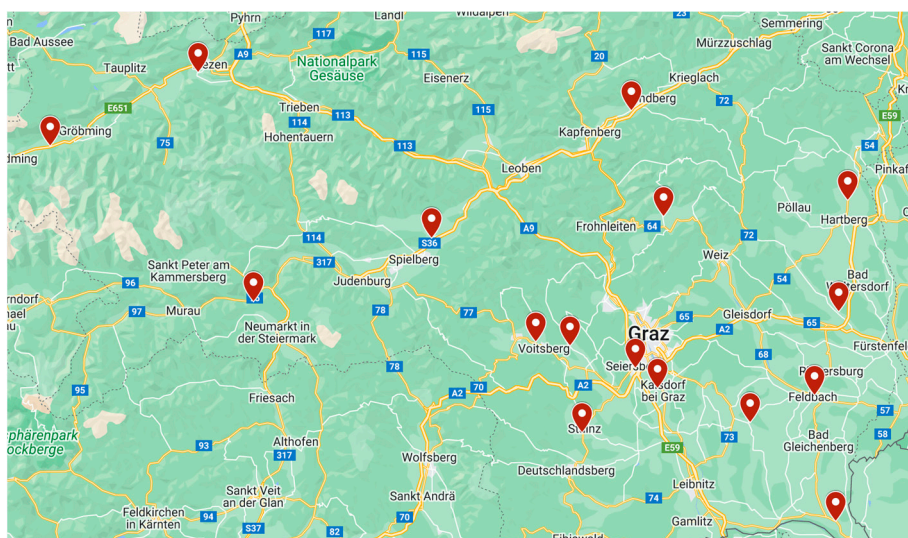 Pyhrn
Landl
Wildalpen
23
Semmering
117
Bad Aussee
A9
Nationalpark
Gesäuse
115
20
Mürzzuschlag
Sankt Corona
am Wechsel
Tauplitz
Eisenerz
Krieglach
E651
Trieben
115
72
114
113
E59
Gröbming
Hohentauern
Kapfenberg
75
113
54
Leoben
Pöllau
Hartberg
Frohnleiten
64
A9
S36
72
114
Weiz
Spielberg
317
Sankt Peter am
Kammersberg
Judenburg
54
Bad
96
97
Murau
78
77
65
Gleisdorf
65
Neumarkt in
der Steiermark
Graz
A2
Voitsberg
Fürstenfel
68
78
70
A2
A2
95
Friesach
Kalsdorf
bei Graz
Feldbach
57
73
58
93
Althofen
317
E59
Bad
Gleichenberg
Wolfsberg
Deutschlandsberg
Leibnitz
Sankt Veit
an der Glan
Sankt Andrä
74
Feldkirchen
in Kärnten
94
70
Gamlitz
S37
82
Eibiswald